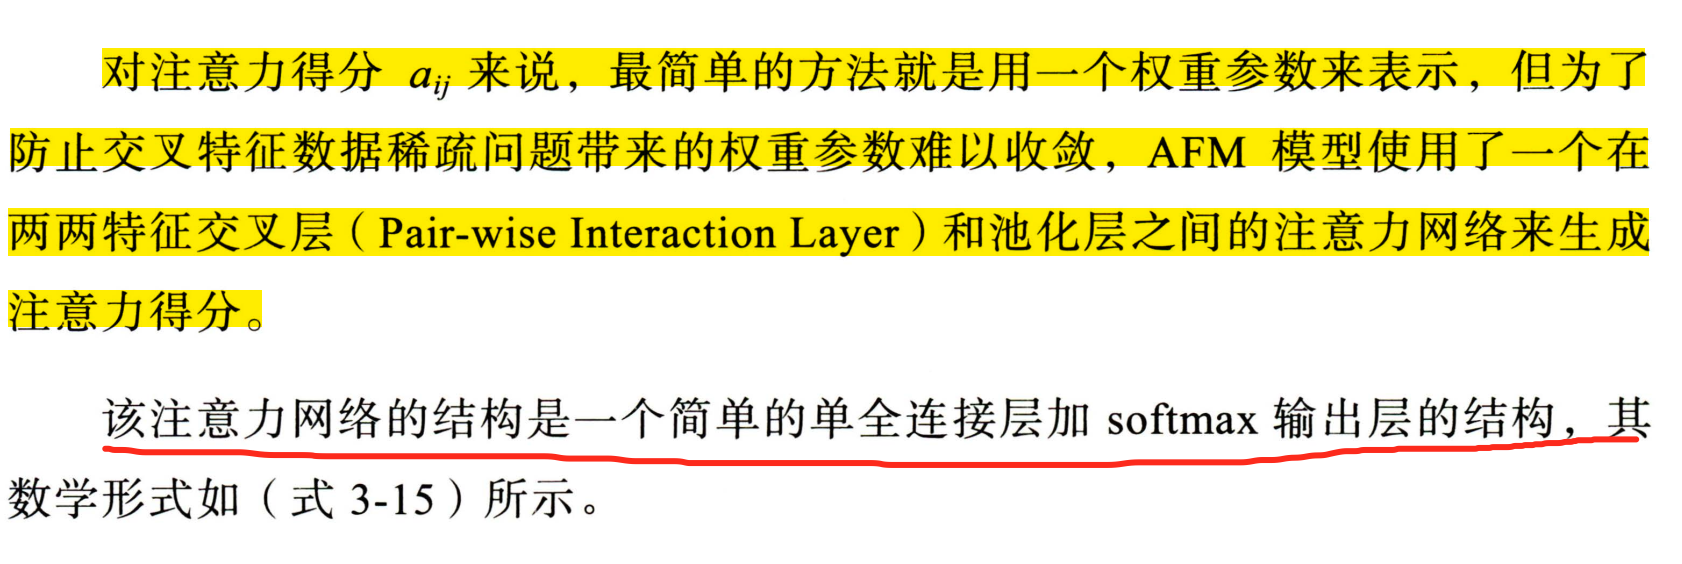 对注意力得分 aij 来说，最简单的方法就是用一个权重参数来表示，但为了
防止交叉特征数据稀疏问题带来的权重参数难以收敛，AFM 模型使用了一个在
两两特征交叉层（Pair-wise Interaction Layer）和池化层之间的注意力网络来生成
注意力得分。
该注意力网络的结构是一个简单的单全连接层加 softmax 输出层的结构，其
数学形式如（式 3-15）所示。